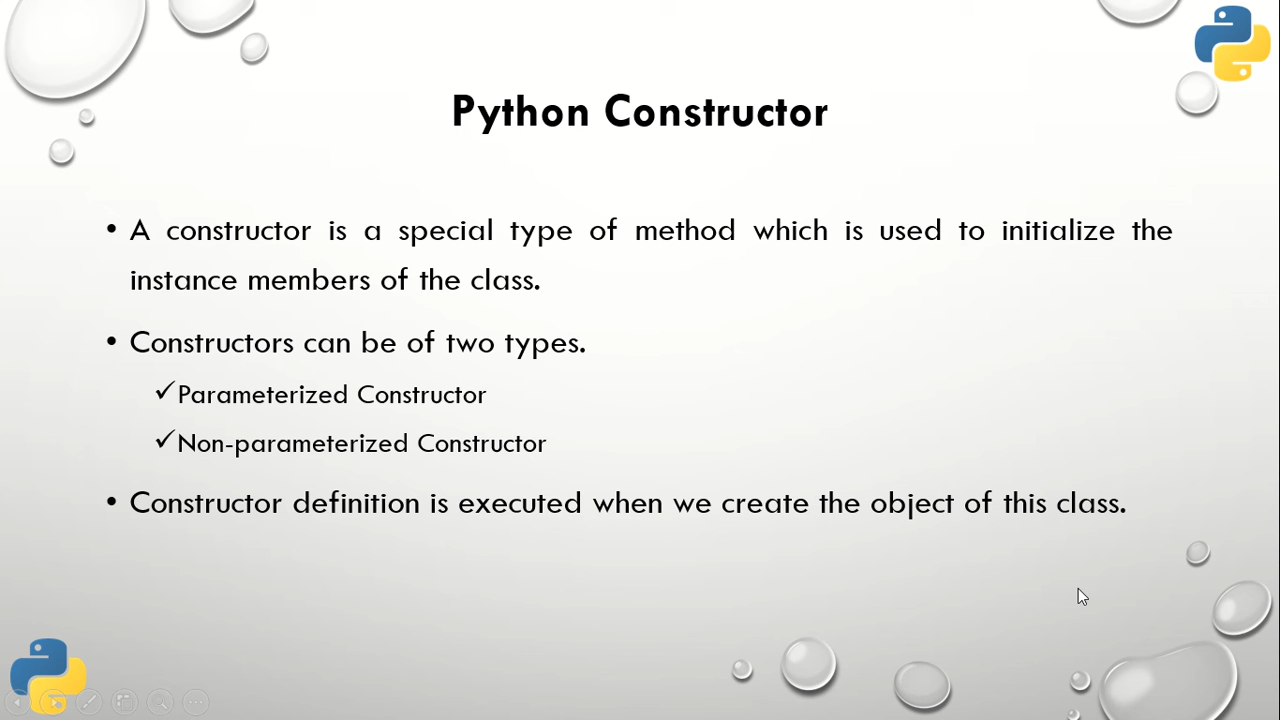 Python Constructor
• A constructor is a special type of method which is used to initialize the
instance members of the class.
• Constructors can be of two types.
✓Parameterized Constructor
✓Non-parameterized Constructor
• Constructor definition is executed when we create the object of this class.